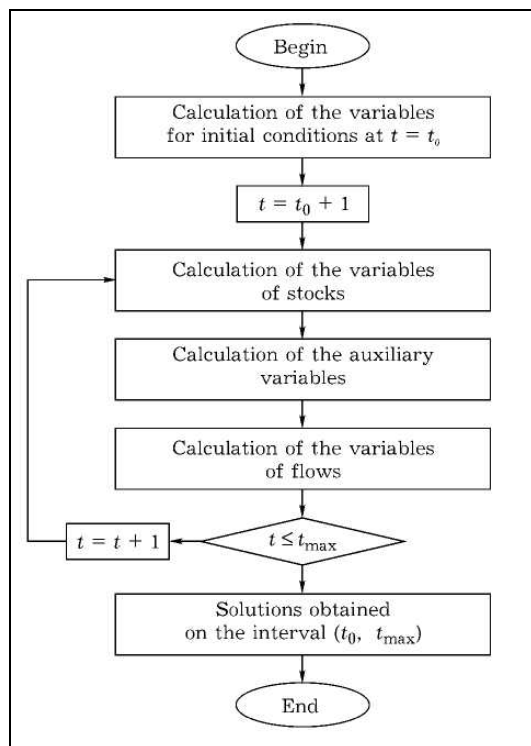 Begin
Calculation of the variables
for initial conditions at t = t₀
t = t₀ + 1
Calculation of the variables
of stocks
Calculation of the auxiliary
variables
Calculation of the variables
of flows
t = t + 1
t ≤ tmax
Solutions obtained
on the interval (t₀, tmax)
End